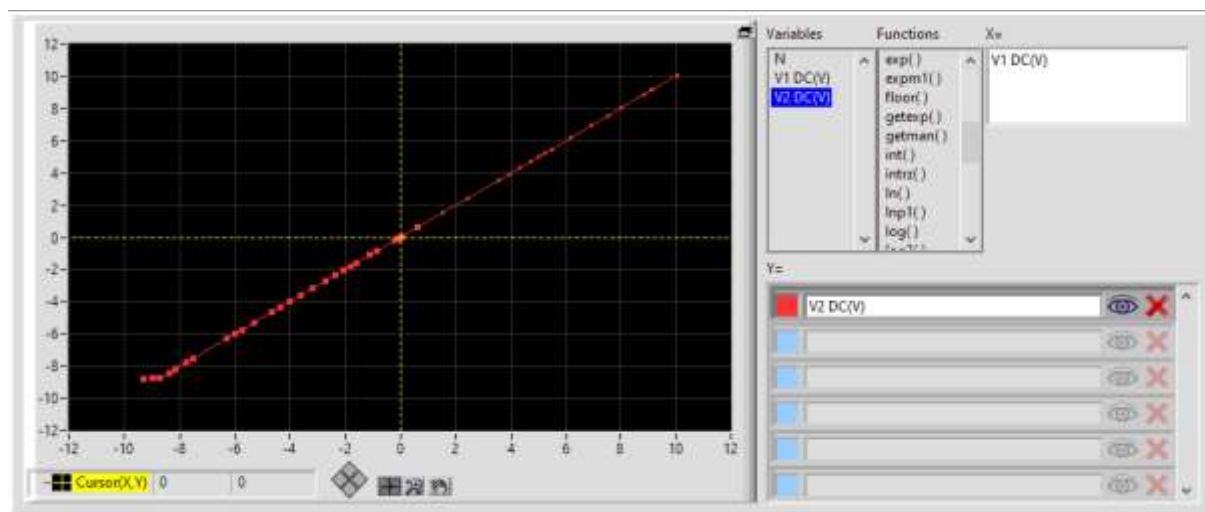 12-
10-
8-
6-
4-
2-
0-
-2-
-4-
-6-
-8-
-10-
-12-
-12 -10 -8 -6 -4 -2 0 2 4 6 8 10 12
Cursor(X,Y) 0 0
Variables
N
V1 DC(V)
V2 DC(V)
Functions
exp( )
expm1( )
floor( )
getexp( )
getman( )
int( )
intrz( )
ln( )
lnp1( )
log( )
X=
V1 DC(V)
Y=
V2 DC(V)